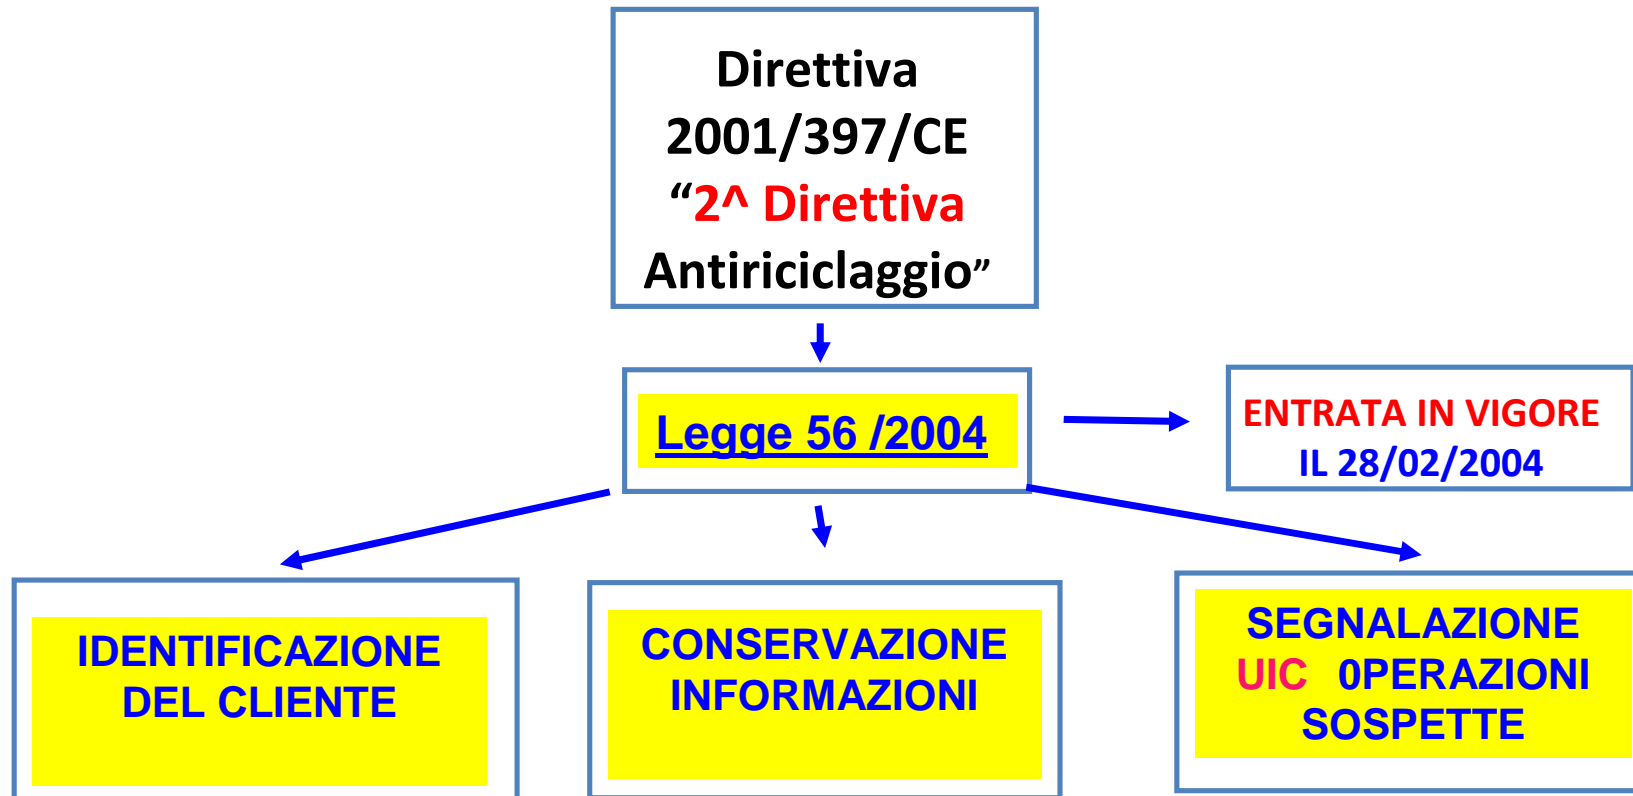 Direttiva
2001/397/CE
“2^ Direttiva
Antiriciclaggio”
Legge 56 /2004
ENTRATA IN VIGORE
IL 28/02/2004
IDENTIFICAZIONE
DEL CLIENTE
CONSERVAZIONE
INFORMAZIONI
SEGNALAZIONE
UIC 0PERAZIONI
SOSPETTE